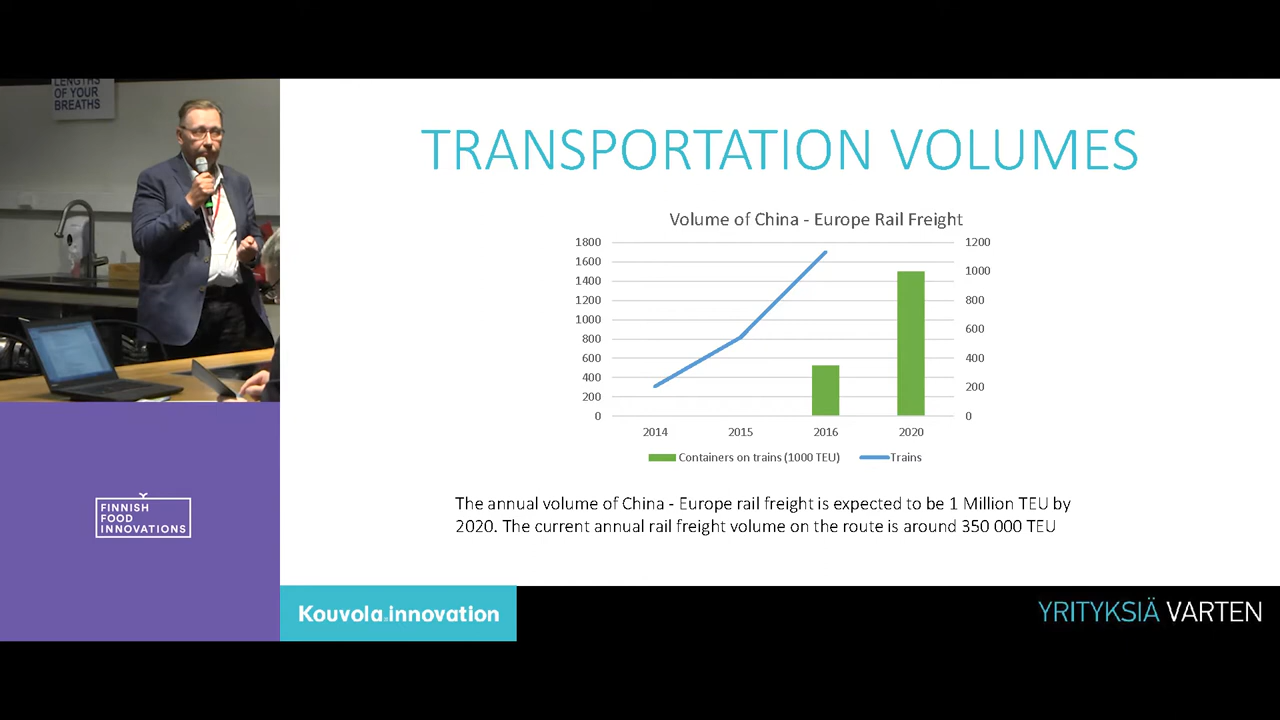 LENGTHS
OF YOUR
BREATHS
TRANSPORTATION VOLUMES
Volume of China - Europe Rail Freight
1800
1600
1400
1200
1000
800
600
400
200
0
1200
1000
800
600
400
200
0
2014 2015 2016 2020
Containers on trains (1000 TEU) Trains
The annual volume of China - Europe rail freight is expected to be 1 Million TEU by
2020. The current annual rail freight volume on the route is around 350 000 TEU
FINNISH
FOOD
INNOVATIONS
Kouvola innovation
YRITYKSIÄ VARTEN